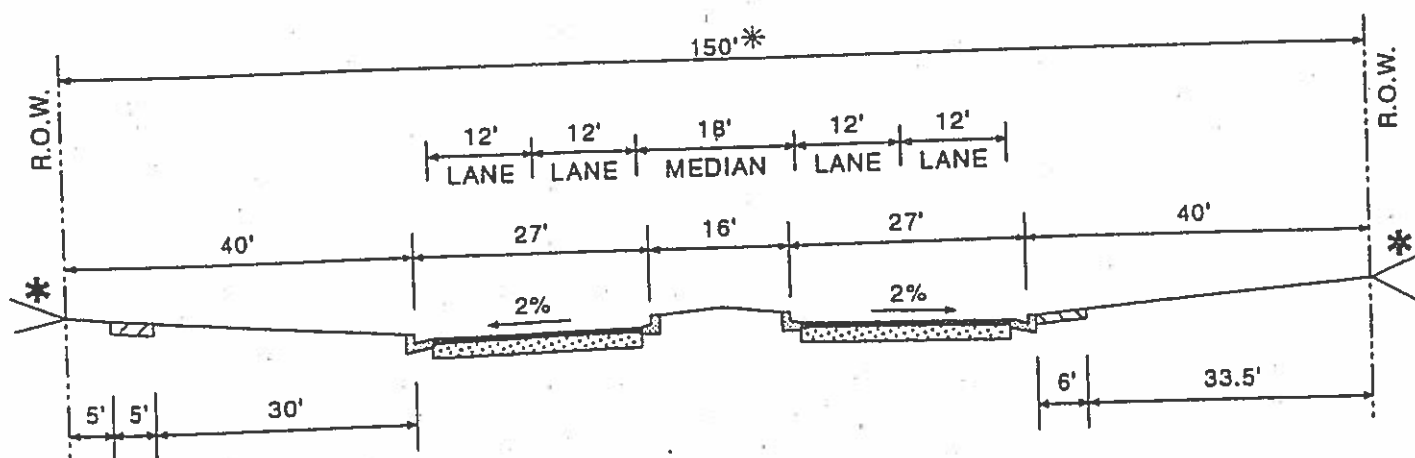 150'*
R.O.W.
R.O.W.
12' 12' 18' 12' 12'
LANE LANE MEDIAN LANE LANE
40' 27' 16' 27' 40'
* *
2% 2%
5' 5' 30' 6' 33.5'